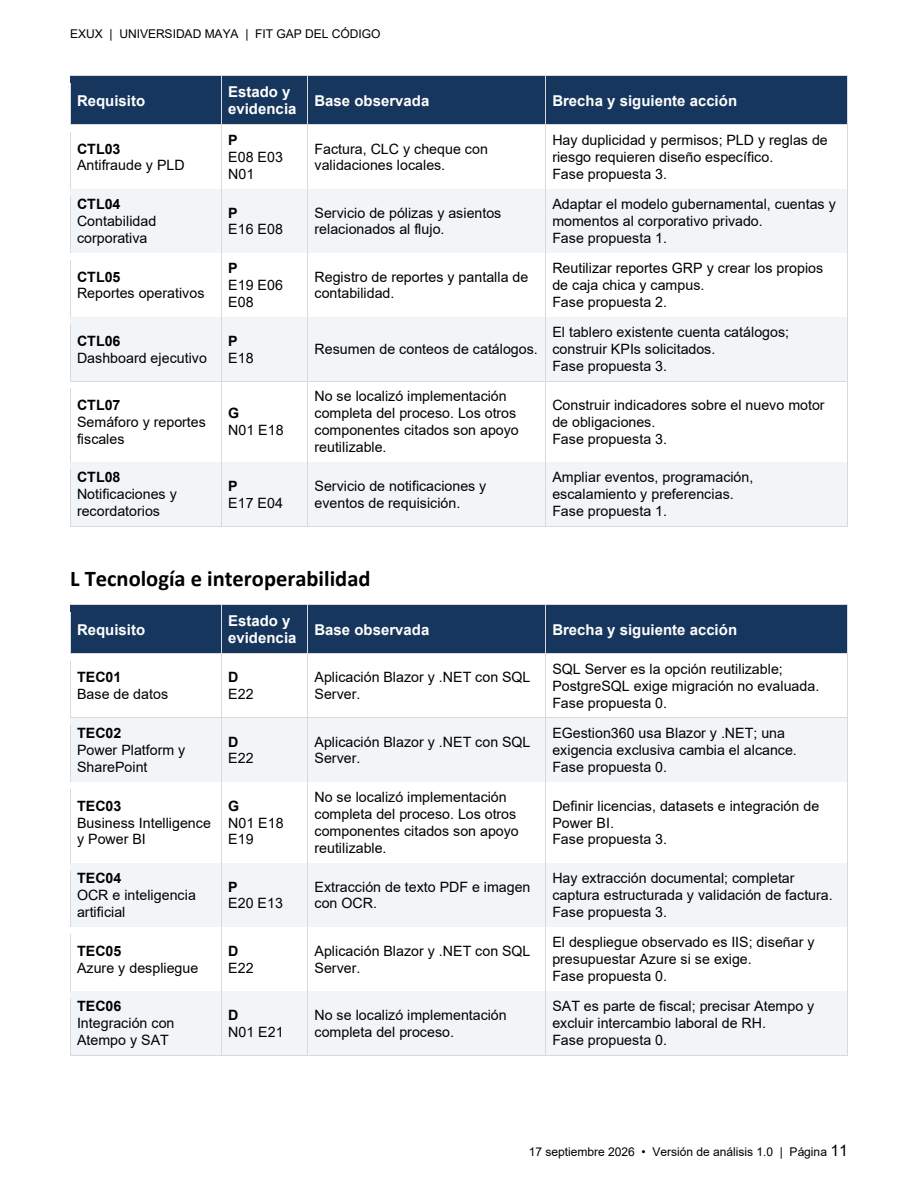 EXUX | UNIVERSIDAD MAYA | FIT GAP DEL CÓDIGO
Requisito
Estado y
evidencia
Base observada
Brecha y siguiente acción
CTL03
Antifraude y PLD
P
E08 E03
N01
Factura, CLC y cheque con
validaciones locales.
Hay duplicidad y permisos; PLD y reglas de
riesgo requieren diseño específico.
Fase propuesta 3.
CTL04
Contabilidad
corporativa
P
E16 E08
Servicio de pólizas y asientos
relacionados al flujo.
Adaptar el modelo gubernamental, cuentas y
momentos al corporativo privado.
Fase propuesta 1.
CTL05
Reportes operativos
P
E19 E06
E08
Registro de reportes y pantalla de
contabilidad.
Reutilizar reportes GRP y crear los propios
de caja chica y campus.
Fase propuesta 2.
CTL06
Dashboard ejecutivo
P
E18
Resumen de conteos de catálogos.
El tablero existente cuenta catálogos;
construir KPIs solicitados.
Fase propuesta 3.
CTL07
Semáforo y reportes
fiscales
G
N01 E18
No se localizó implementación
completa del proceso. Los otros
componentes citados son apoyo
reutilizable.
Construir indicadores sobre el nuevo motor
de obligaciones.
Fase propuesta 3.
CTL08
Notificaciones y
recordatorios
P
E17 E04
Servicio de notificaciones y
eventos de requisición.
Ampliar eventos, programación,
escalamiento y preferencias.
Fase propuesta 1.
L Tecnología e interoperabilidad
Requisito
Estado y
evidencia
Base observada
Brecha y siguiente acción
TEC01
Base de datos
D
E22
Aplicación Blazor y .NET con SQL
Server.
SQL Server es la opción reutilizable;
PostgreSQL exige migración no evaluada.
Fase propuesta 0.
TEC02
Power Platform y
SharePoint
D
E22
Aplicación Blazor y .NET con SQL
Server.
EGestion360 usa Blazor y .NET; una
exigencia exclusiva cambia el alcance.
Fase propuesta 0.
TEC03
Business Intelligence
y Power BI
G
N01 E18
E19
No se localizó implementación
completa del proceso. Los otros
componentes citados son apoyo
reutilizable.
Definir licencias, datasets e integración de
Power BI.
Fase propuesta 3.
TEC04
OCR e inteligencia
artificial
P
E20 E13
Extracción de texto PDF e imagen
con OCR.
Hay extracción documental; completar
captura estructurada y validación de factura.
Fase propuesta 3.
TEC05
Azure y despliegue
D
E22
Aplicación Blazor y .NET con SQL
Server.
El despliegue observado es IIS; diseñar y
presupuestar Azure si se exige.
Fase propuesta 0.
TEC06
Integración con
Atempo y SAT
D
N01 E21
No se localizó implementación
completa del proceso.
SAT es parte de fiscal; precisar Atempo y
excluir intercambio laboral de RH.
Fase propuesta 0.
17 septiembre 2026 • Versión de análisis 1.0 | Página 11